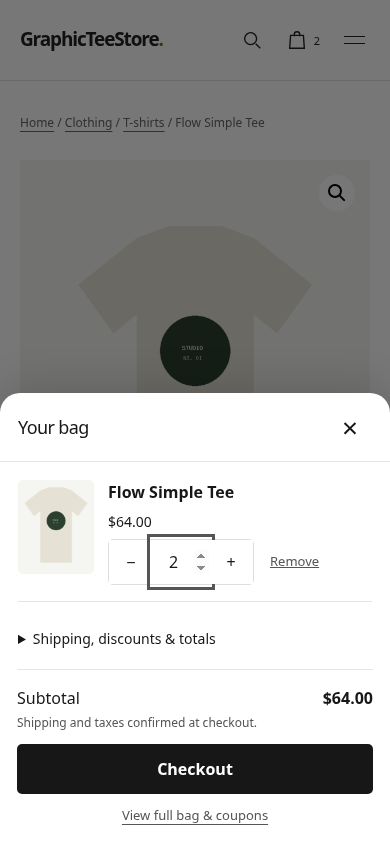 GraphicTeeStore.
2
Home / Clothing / T-shirts / Flow Simple Tee
STUDIO
Your bag
Flow Simple Tee
$64.00
− 2 + Remove
Shipping, discounts & totals
Subtotal $64.00
Shipping and taxes confirmed at checkout.
Checkout
View full bag & coupons